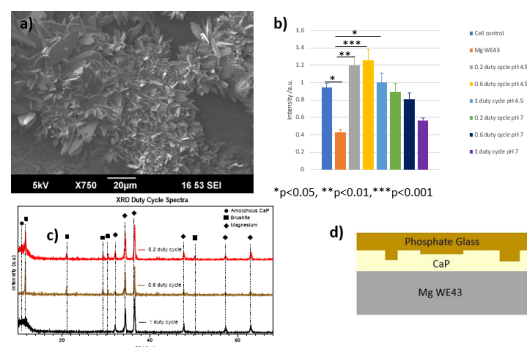 a)
5kV X750 20μm 16 53 SEI
b)
Intensity /a.u.
1.6
1.4
1.2
1
0.8
0.6
0.4
0.2
0
*
***
**
*
Cell control
Mg WE43
0.2 duty cycle pH 4.5
0.6 duty cycle pH 4.5
1 duty cycle pH 4.5
0.2 duty cycle pH 7
0.6 duty cycle pH 7
1 duty cycle pH 7
*p<0.05, **p<0.01,***p<0.001
XRD Duty Cycle Spectra
c)
Amorphous CaP
Brushite
Magnesium
Intensity (a.u)
0.2 duty cycle
0.6 duty cycle
1 duty cycle
20
40
60
d)
Phosphate Glass
CaP
Mg WE43